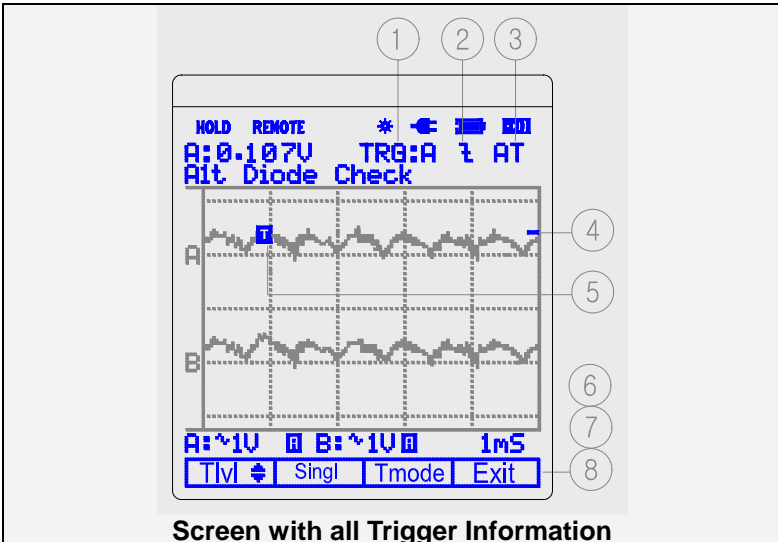 1 2 3
HOLD REMOTE
A:0.107V TRG:A AT
Alt Diode Check
T
A
4
5
B
6
7
A:~1V A B:~1V A 1mS
Tlvl Singl Tmode Exit 8
Screen with all Trigger Information